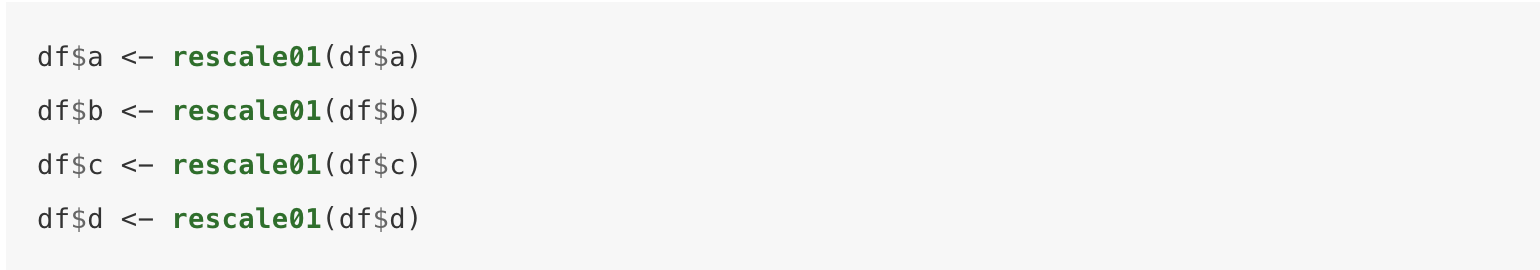 df$a <- rescale01(df$a)
df$b <- rescale01(df$b)
df$c <- rescale01(df$c)
df$d <- rescale01(df$d)